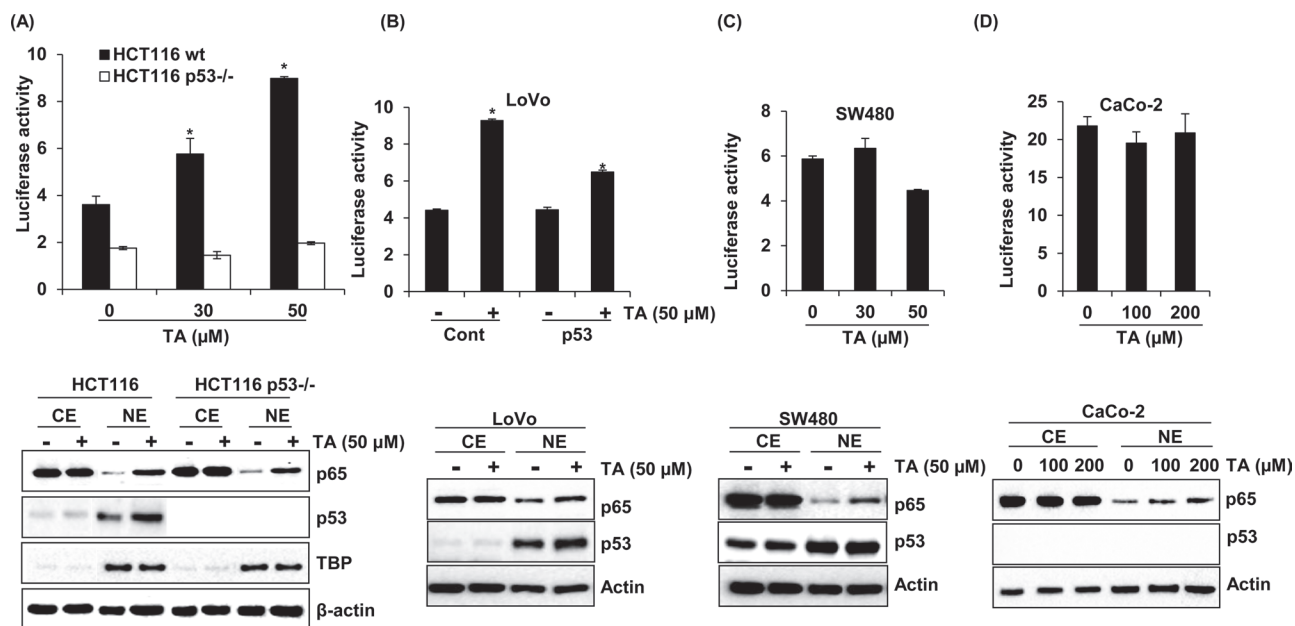 (A)
HCT116 wt
HCT116 p53-/-
Luciferase activity
10
8
6
4
2
0
*
*
0 30 50
TA (µM)
HCT116 HCT116 p53-/-
CE NE CE NE
- + - + - + - + TA (50 µM)
p65
p53
TBP
β-actin
(B)
LoVo
Luciferase activity
10
8
6
4
2
0
*
*
- + - + TA (50 µM)
Cont p53
LoVo
CE NE
- + - + TA (50 µM)
p65
p53
Actin
(C)
SW480
Luciferase activity
8
6
4
2
0
0 30 50
TA (µM)
SW480
CE NE
- + - + TA (50 µM)
p65
p53
Actin
(D)
CaCo-2
Luciferase activity
25
20
15
10
5
0
0 100 200
TA (µM)
CaCo-2
CE NE
0 100 200 0 100 200 TA (µM)
p65
p53
Actin